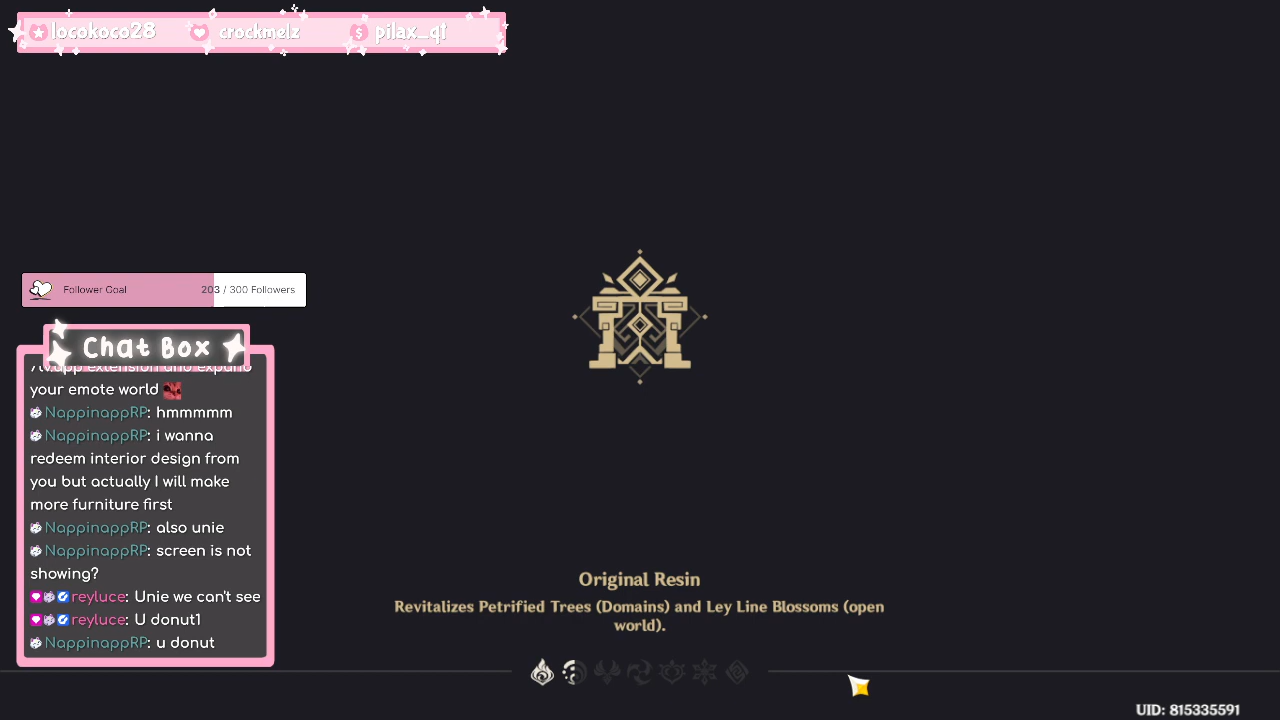 locokoco28 crockmelz pilax_qt
Follower Goal 203 / 300 Followers
Chat Box
your emote world
NappinappRP: hmmmmm
NappinappRP: i wanna
redeem interior design from
you but actually I will make
more furniture first
NappinappRP: also unie
NappinappRP: screen is not
showing?
reyluce: Unie we can't see
reyluce: U donut1
NappinappRP: u donut
Original Resin
Revitalizes Petrified Trees (Domains) and Ley Line Blossoms (open
world).
UID: 815335591